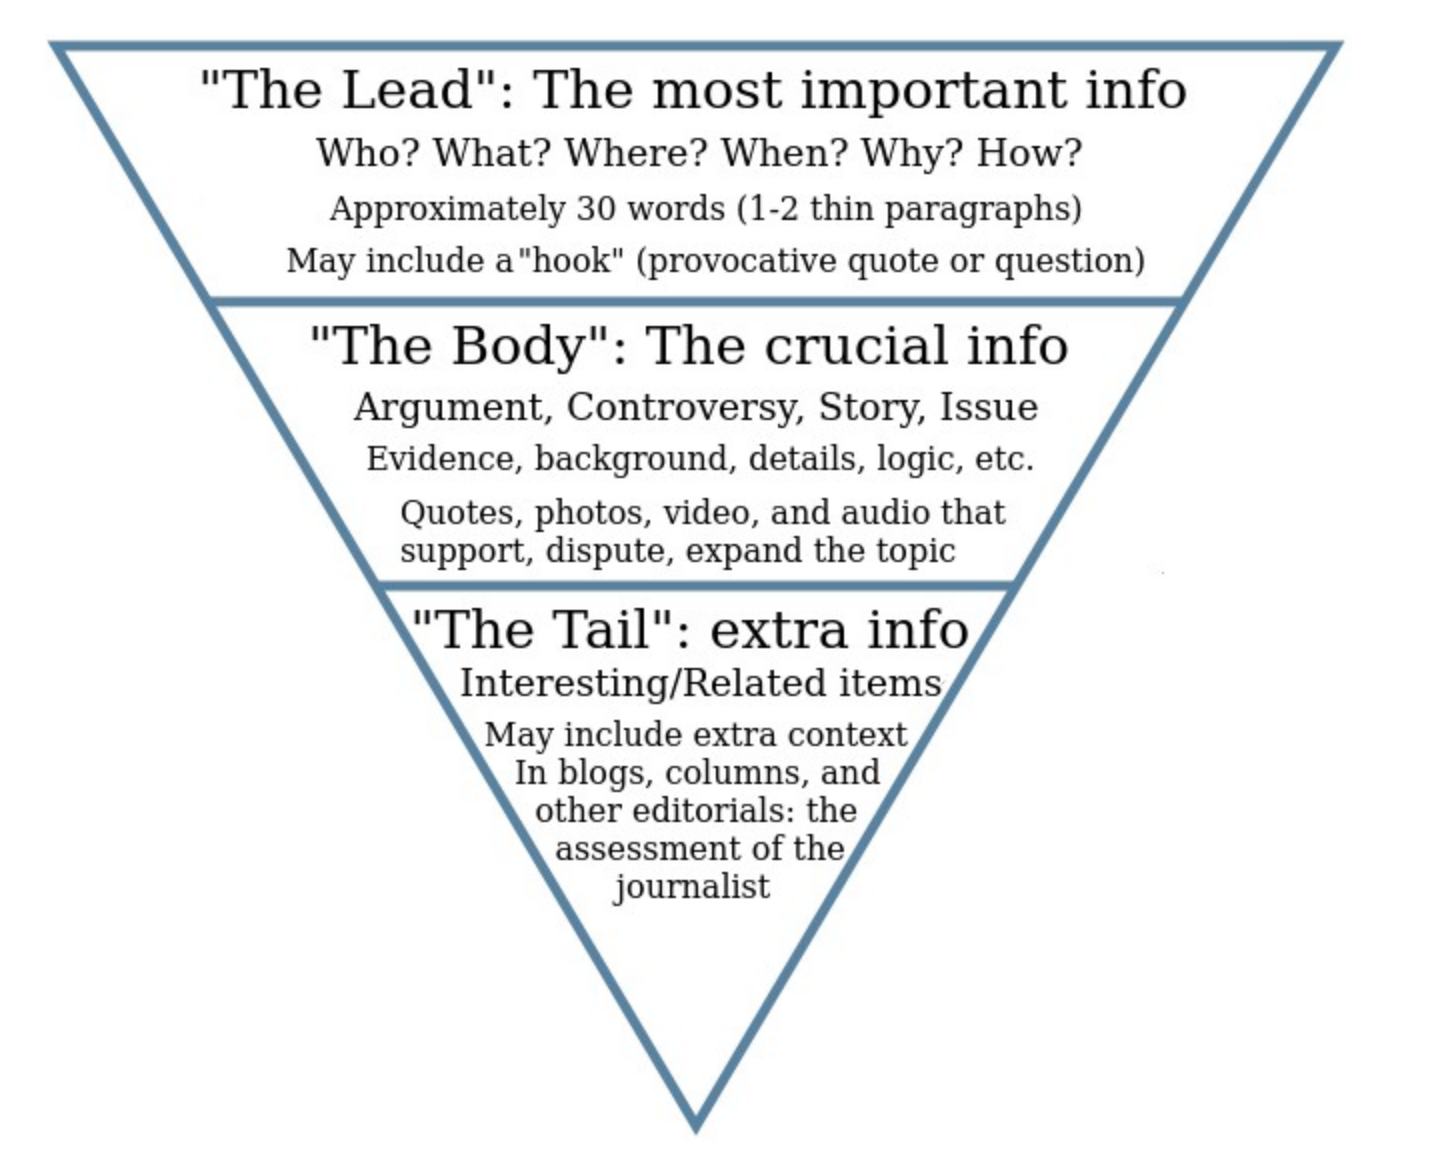 "The Lead": The most important info
Who? What? Where? When? Why? How?
Approximately 30 words (1-2 thin paragraphs)
May include a "hook" (provocative quote or question)
"The Body": The crucial info
Argument, Controversy, Story, Issue
Evidence, background, details, logic, etc.
Quotes, photos, video, and audio that
support, dispute, expand the topic
"The Tail": extra info
Interesting/Related items
May include extra context
In blogs, columns, and
other editorials: the
assessment of the
journalist